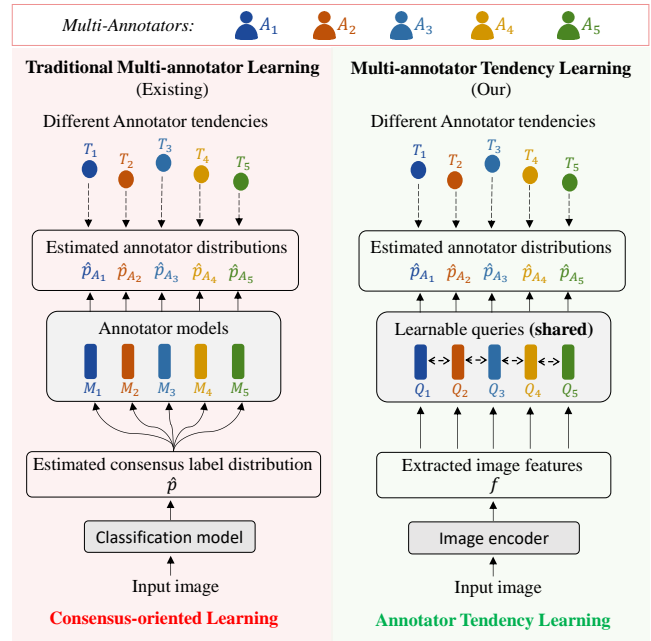 Multi-Annotators: A1 A2 A3 A4 A5
Traditional Multi-annotator Learning
(Existing)
Different Annotator tendencies
T1 T2 T3 T4 T5
Estimated annotator distributions
p̂A1 p̂A2 p̂A3 p̂A4 p̂A5
Annotator models
M1 M2 M3 M4 M5
Estimated consensus label distribution
p̂
Classification model
Input image
Consensus-oriented Learning
Multi-annotator Tendency Learning
(Our)
Different Annotator tendencies
T1 T2 T3 T4 T5
Estimated annotator distributions
p̂A1 p̂A2 p̂A3 p̂A4 p̂A5
Learnable queries (shared)
Q1 Q2 Q3 Q4 Q5
Extracted image features
f
Image encoder
Input image
Annotator Tendency Learning